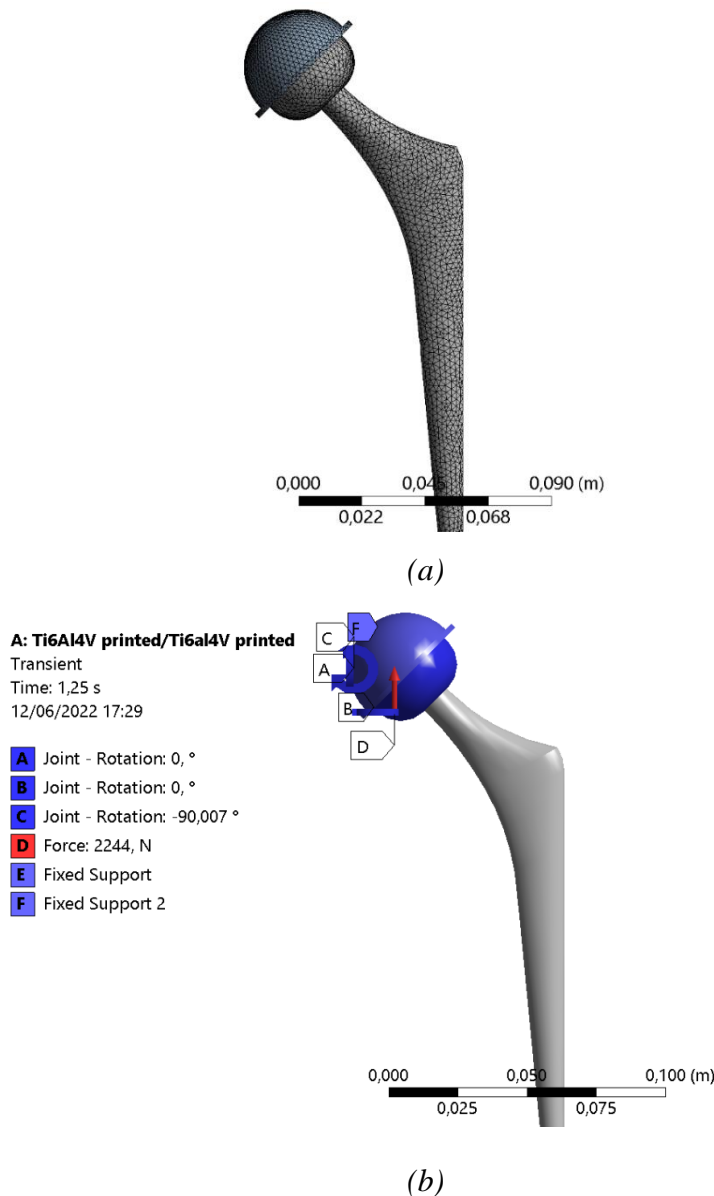 0,000 0,045 0,090 (m)
0,022 0,068
(a)
A: Ti6Al4V printed/Ti6al4V printed
Transient
Time: 1,25 s
12/06/2022 17:29
A Joint - Rotation: 0, °
B Joint - Rotation: 0, °
C Joint - Rotation: -90,007 °
D Force: 2244, N
E Fixed Support
F Fixed Support 2
C F
A
B
D
0,000 0,050 0,100 (m)
0,025 0,075
(b)